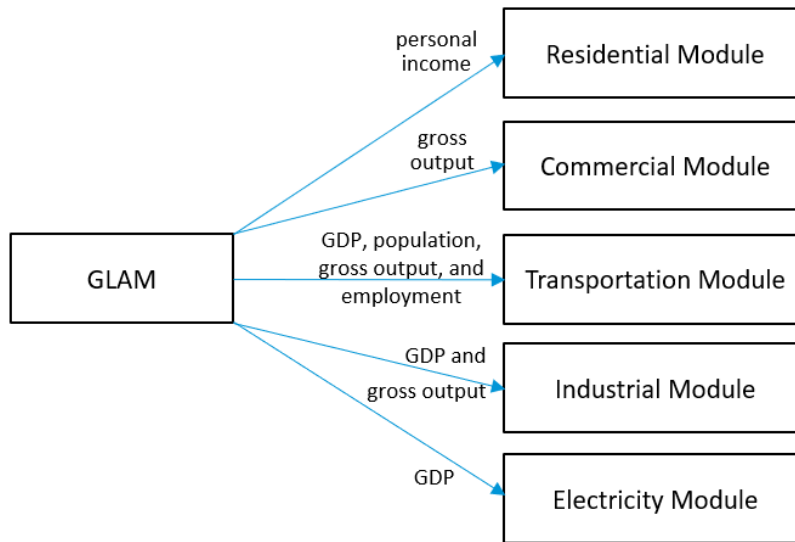 personal
income
Residential Module
gross
output
Commercial Module
GLAM
GDP, population,
gross output, and
employment
Transportation Module
GDP and
gross output
Industrial Module
GDP
Electricity Module